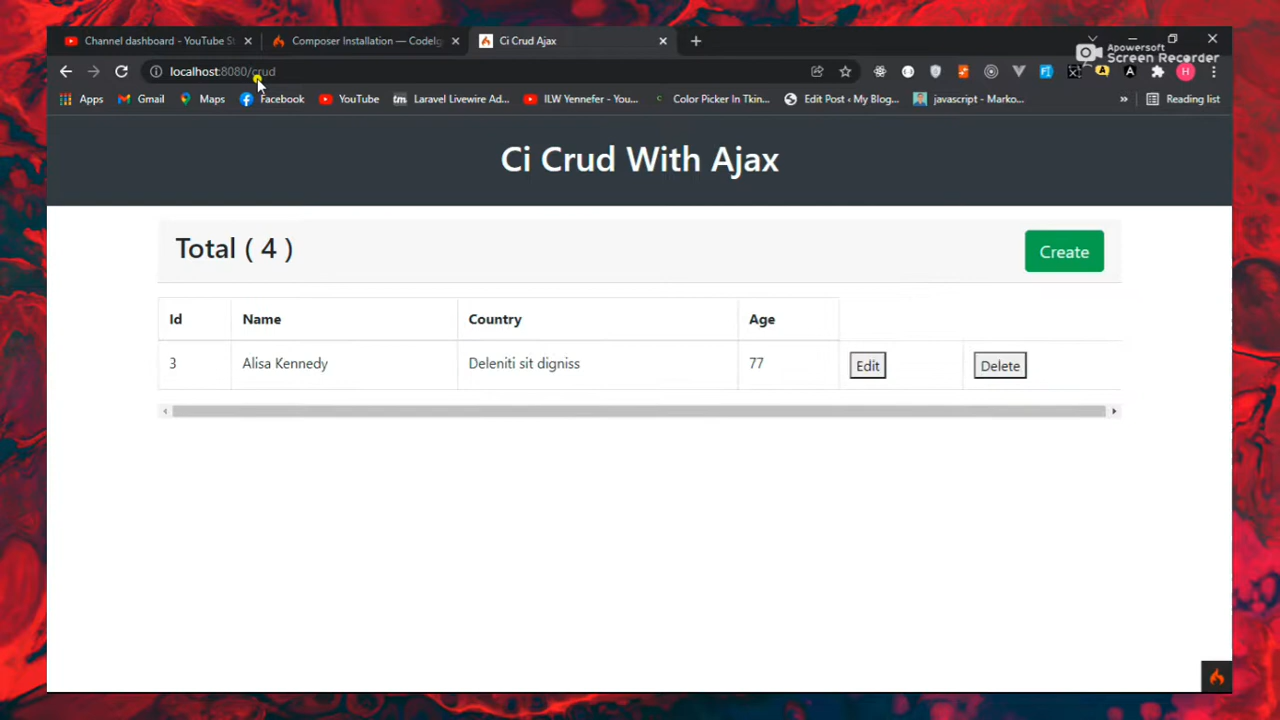 Channel dashboard - YouTube St
Composer Installation — CodeIg
Ci Crud Ajax
Apowersoft
Screen Recorder
localhost:8080/crud
Apps
Gmail
Maps
Facebook
YouTube
tm
Laravel Livewire Ad...
ILW Yennefer - You...
Color Picker In Tkin...
Edit Post ‹ My Blog...
javascript - Marko...
»
Reading list
Ci Crud With Ajax
Total ( 4 )
Create
Id Name Country Age
3 Alisa Kennedy Deleniti sit digniss 77 Edit Delete